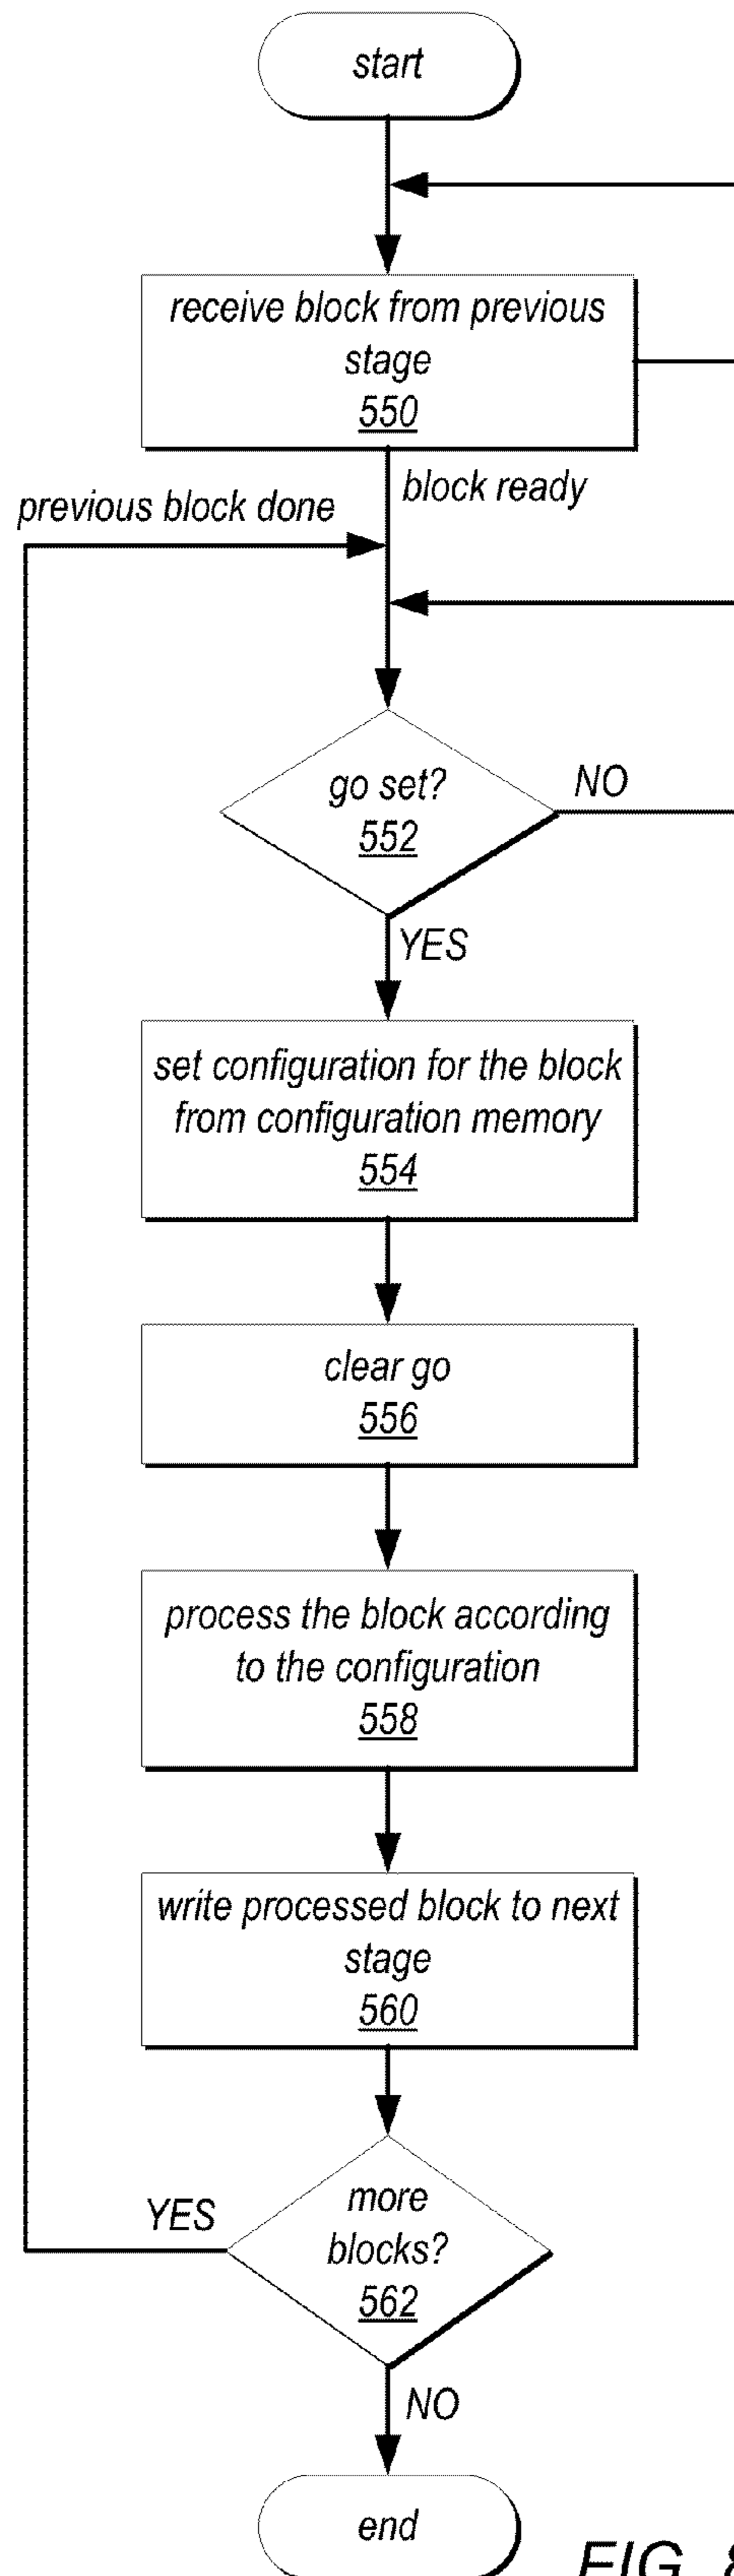 start
receive block from previous
stage
550
block ready
previous block done
go set?
552
NO
YES
set configuration for the block
from configuration memory
554
clear go
556
process the block according
to the configuration
558
write processed block to next
stage
560
more
blocks?
562
YES
NO
end
FIG. 8